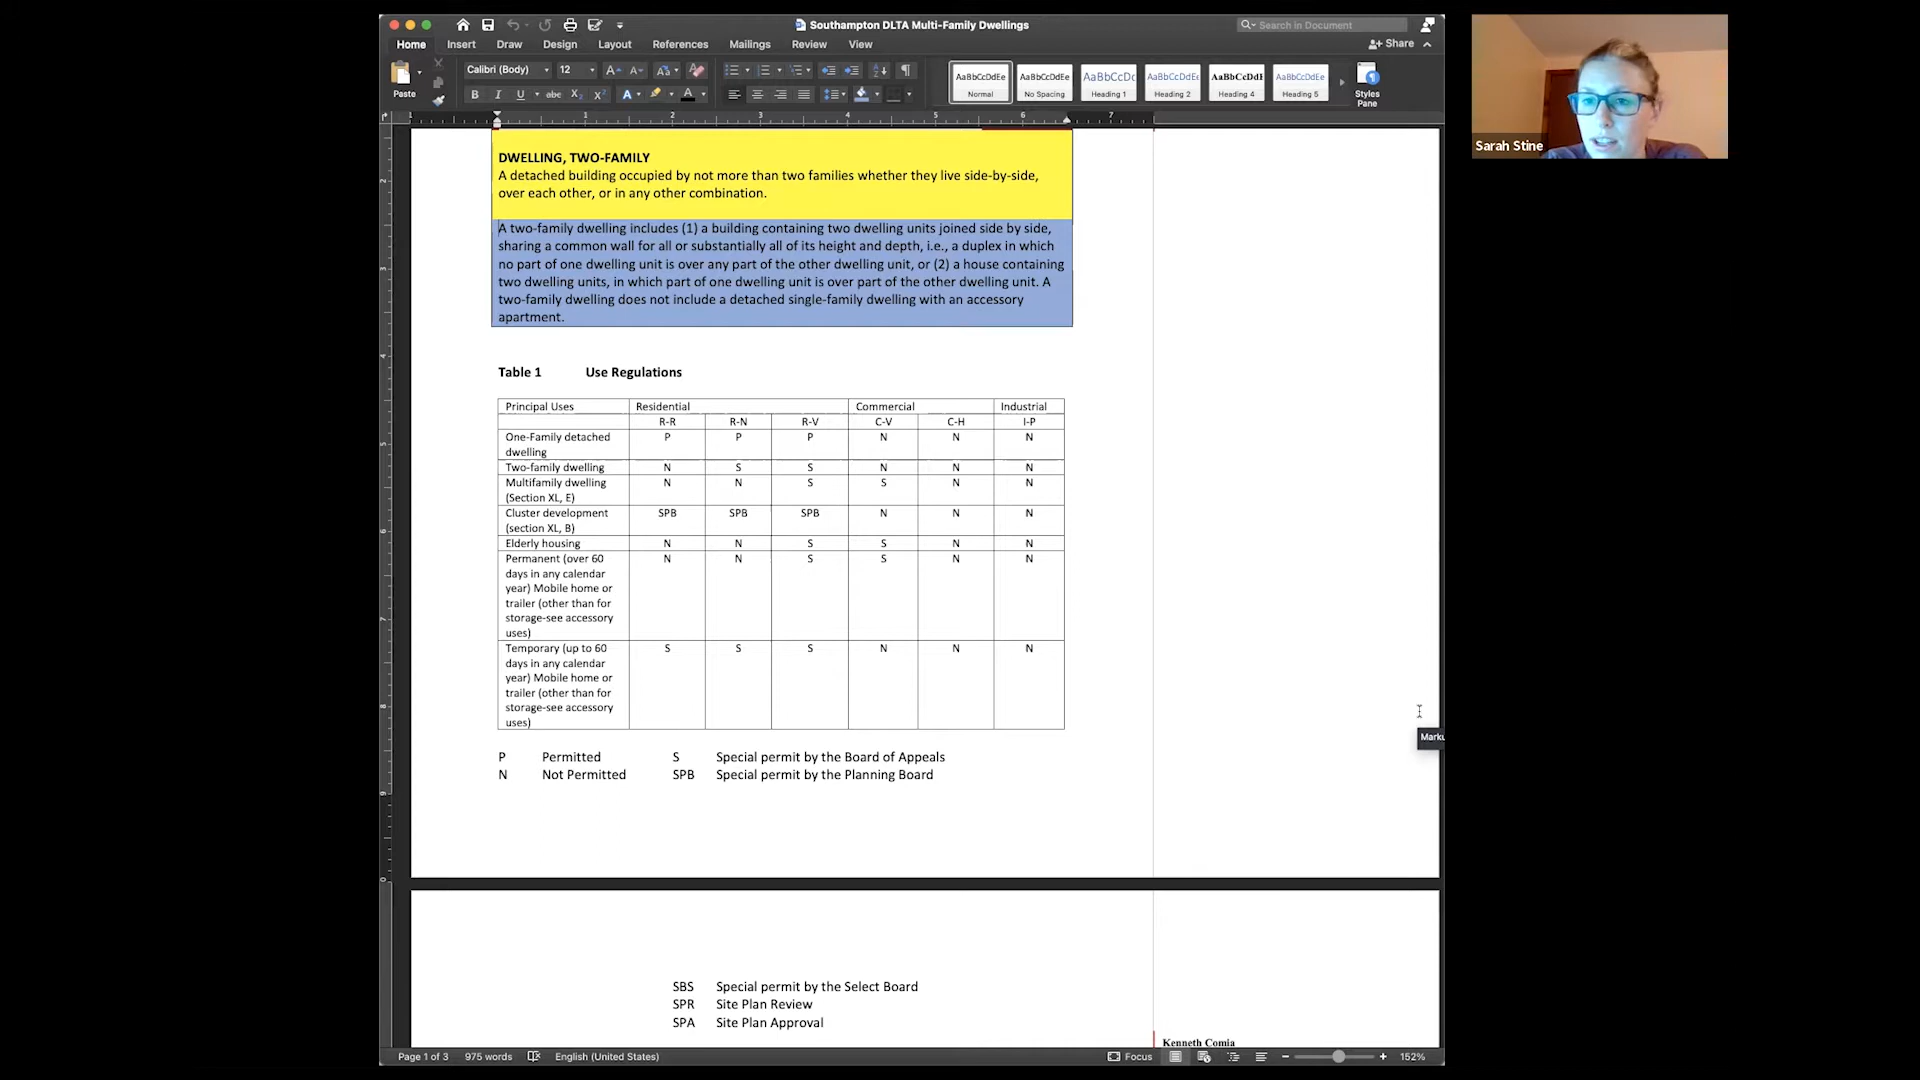 Southampton DLTA Multi-Family Dwellings
Search in Document
Home Insert Draw Design Layout References Mailings Review View
Share
Paste
Calibri (Body) 12
AaBbCcDdEe AaBbCcDdEe AaBbCcDc AaBbCcDdEe AaBbCcDdI AaBbCcDdEe
Normal No Spacing Heading 1 Heading 2 Heading 4 Heading 5
Styles Pane
Sarah Stine
DWELLING, TWO-FAMILY
A detached building occupied by not more than two families whether they live side-by-side,
over each other, or in any other combination.
A two-family dwelling includes (1) a building containing two dwelling units joined side by side,
sharing a common wall for all or substantially all of its height and depth, i.e., a duplex in which
no part of one dwelling unit is over any part of the other dwelling unit, or (2) a house containing
two dwelling units, in which part of one dwelling unit is over part of the other dwelling unit. A
two-family dwelling does not include a detached single-family dwelling with an accessory
apartment.
Table 1 Use Regulations
Principal Uses Residential Commercial Industrial
R-R R-N R-V C-V C-H I-P
One-Family detached P P P N N N
dwelling
Two-family dwelling N S S N N N
Multifamily dwelling N N S S N N
(Section XL, E)
Cluster development SPB SPB SPB N N N
(section XL, B)
Elderly housing N N S S N N
Permanent (over 60 N N S S N N
days in any calendar
year) Mobile home or
trailer (other than for
storage-see accessory
uses)
Temporary (up to 60 S S S N N N
days in any calendar
year) Mobile home or
trailer (other than for
storage-see accessory
uses)
P Permitted S Special permit by the Board of Appeals
N Not Permitted SPB Special permit by the Planning Board
SBS Special permit by the Select Board
SPR Site Plan Review
SPA Site Plan Approval
Kenneth Comia
Page 1 of 3 975 words English (United States) Focus 152%